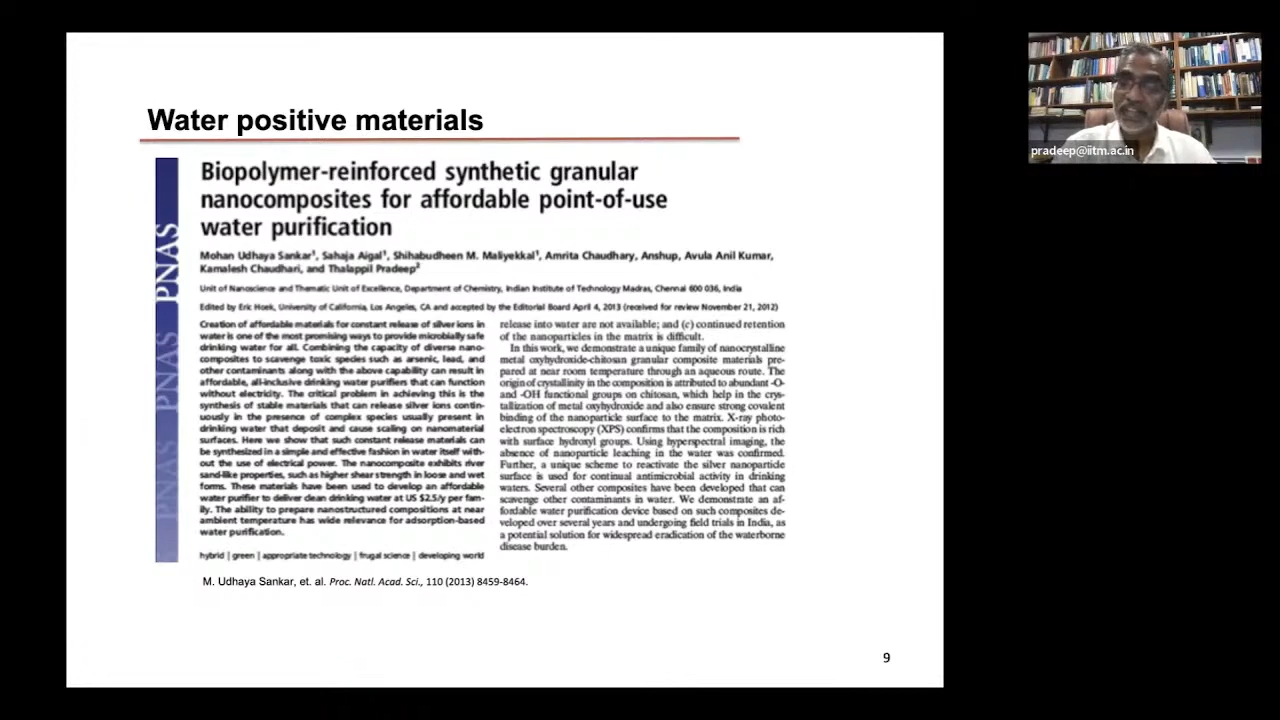 Water positive materials
PNAS PNAS PNAS
Biopolymer-reinforced synthetic granular
nanocomposites for affordable point-of-use
water purification
Mohan Udhaya Sankar¹, Sahaja Aigal¹, Shihabudheen M. Maliyekkal¹, Amrita Chaudhary, Anshup, Avula Anil Kumar,
Kamalesh Chaudhari, and Thalappil Pradeep²
Unit of Nanoscience and Thematic Unit of Excellence, Department of Chemistry, Indian Institute of Technology Madras, Chennai 600 036, India
Edited by Eric Hoek, University of California, Los Angeles, CA and accepted by the Editorial Board April 4, 2013 (received for review November 21, 2012)
Creation of affordable materials for constant release of silver ions in
water is one of the most promising ways to provide microbially safe
drinking water for all. Combining the capacity of diverse nano-
composites to scavenge toxic species such as arsenic, lead, and
other contaminants along with the above capability can result in
affordable, all-inclusive drinking water purifiers that can function
without electricity. The critical problem in achieving this is the
synthesis of stable materials that can release silver ions contin-
uously in the presence of complex species usually present in
drinking water that deposit and cause scaling on nanomaterial
surfaces. Here we show that such constant release materials can
be synthesized in a simple and effective fashion in water itself with-
out the use of electrical power. The nanocomposite exhibits river
sand-like properties, such as higher shear strength in loose and wet
forms. These materials have been used to develop an affordable
water purifier to deliver clean drinking water at US $2.5/y per fam-
ily. The ability to prepare nanostructured compositions at near
ambient temperature has wide relevance for adsorption-based
water purification.
hybrid | green | appropriate technology | frugal science | developing world
release into water are not available; and (c) continued retention
of the nanoparticles in the matrix is difficult.
In this work, we demonstrate a unique family of nanocrystalline
metal oxyhydroxide-chitosan granular composite materials pre-
pared at near room temperature through an aqueous route. The
origin of crystallinity in the composition is attributed to abundant -O-
and -OH functional groups on chitosan, which help in the crys-
tallization of metal oxyhydroxide and also ensure strong covalent
binding of the nanoparticle surface to the matrix. X-ray photo-
electron spectroscopy (XPS) confirms that the composition is rich
with surface hydroxyl groups. Using hyperspectral imaging, the
absence of nanoparticle leaching in the water was confirmed.
Further, a unique scheme to reactivate the silver nanoparticle
surface is used for continual antimicrobial activity in drinking
waters. Several other composites have been developed that can
scavenge other contaminants in water. We demonstrate an af-
fordable water purification device based on such composites de-
veloped over several years and undergoing field trials in India, as
a potential solution for widespread eradication of the waterborne
disease burden.
M. Udhaya Sankar, et. al. Proc. Natl. Acad. Sci., 110 (2013) 8459-8464.
9
pradeep@iitm.ac.in